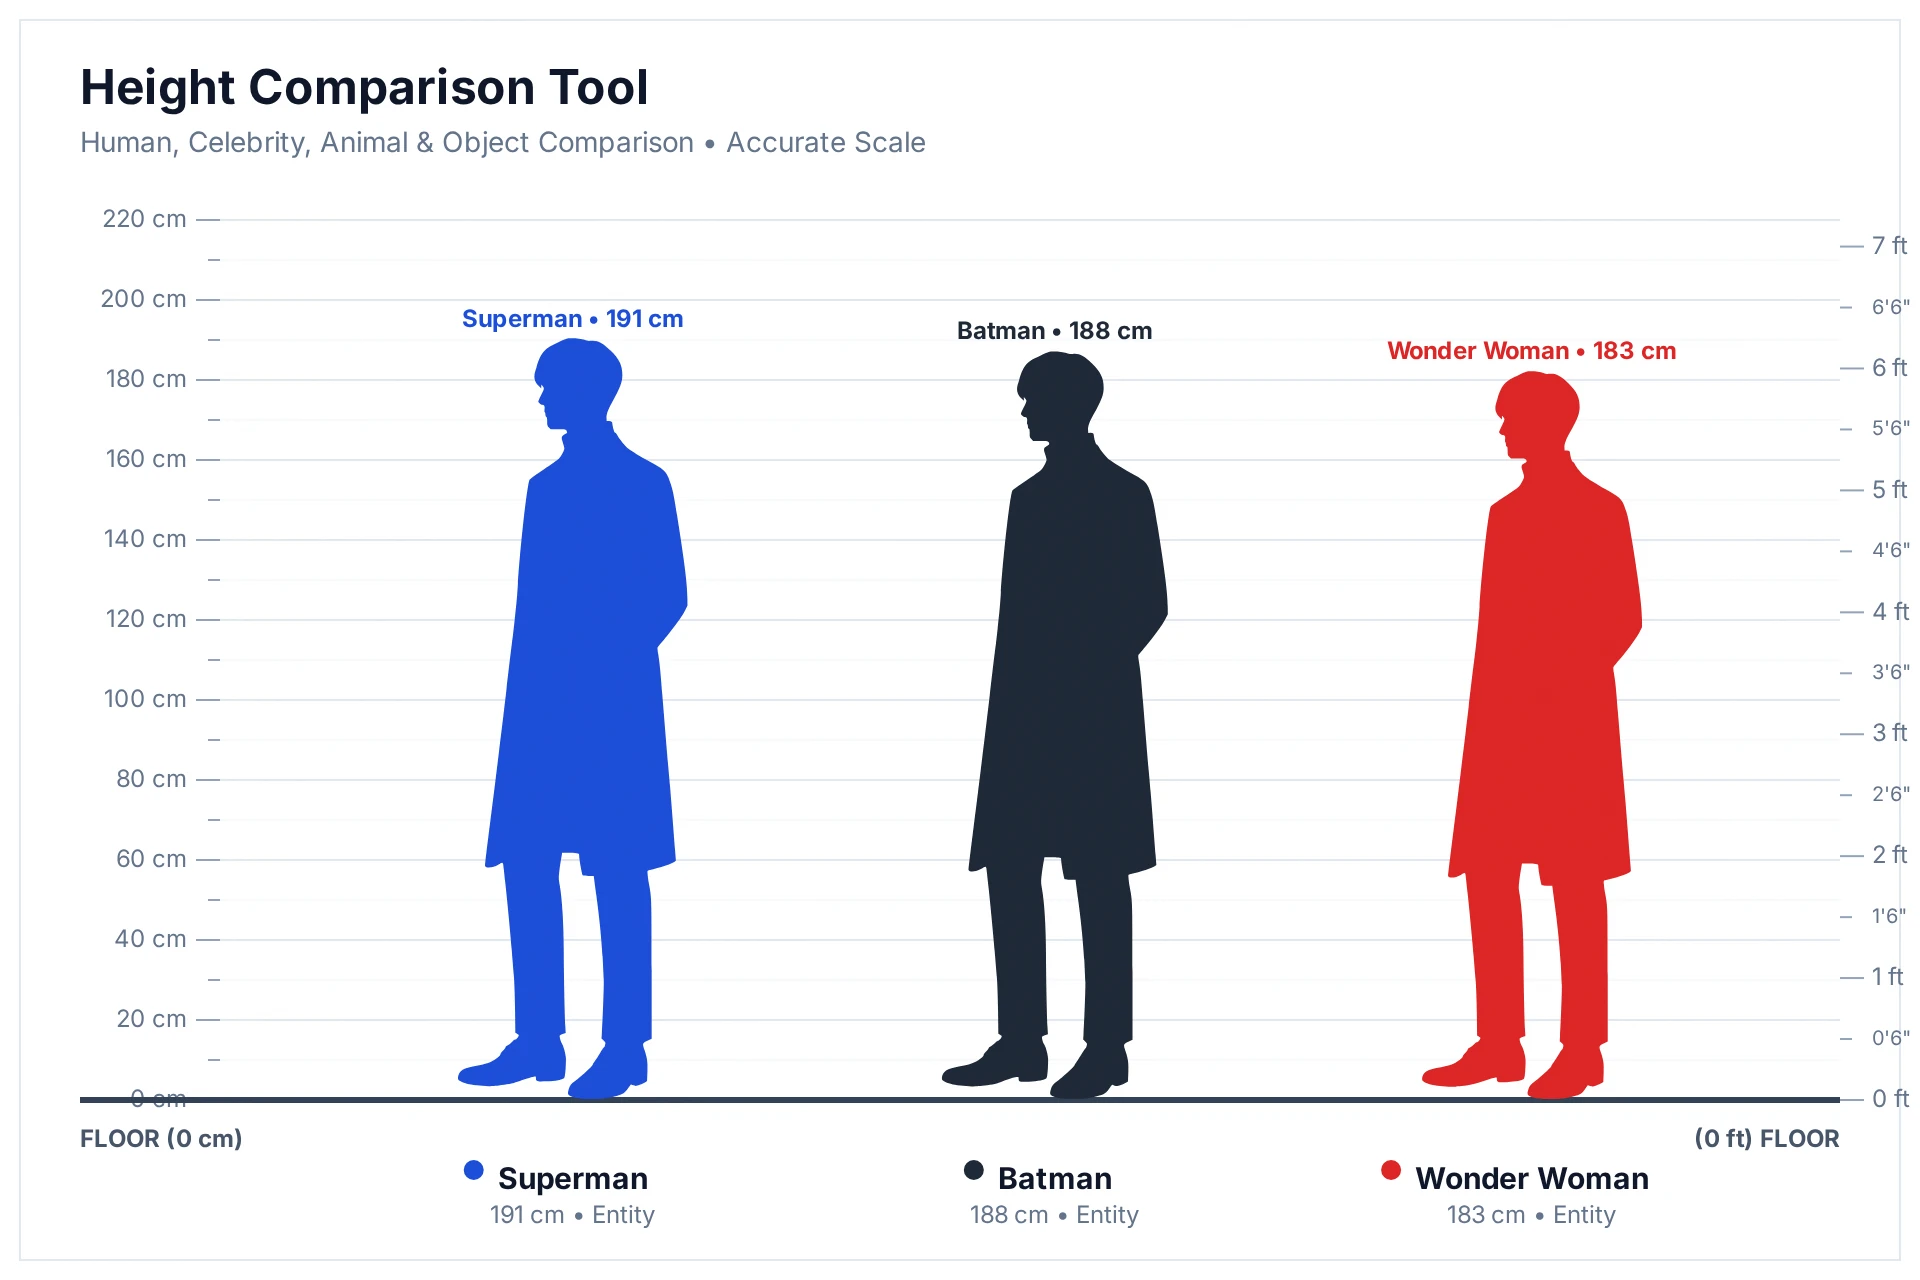 Height Comparison Tool
Human, Celebrity, Animal & Object Comparison • Accurate Scale
220 cm
7 ft
200 cm
6'6"
Superman • 191 cm
Batman • 188 cm
Wonder Woman • 183 cm
180 cm
6 ft
5'6"
160 cm
5 ft
140 cm
4'6"
120 cm
4 ft
3'6"
100 cm
3 ft
80 cm
2'6"
60 cm
2 ft
1'6"
40 cm
1 ft
20 cm
0'6"
0 cm
0 ft
FLOOR (0 cm)
(0 ft) FLOOR
Superman
Batman
Wonder Woman
191 cm • Entity
188 cm • Entity
183 cm • Entity